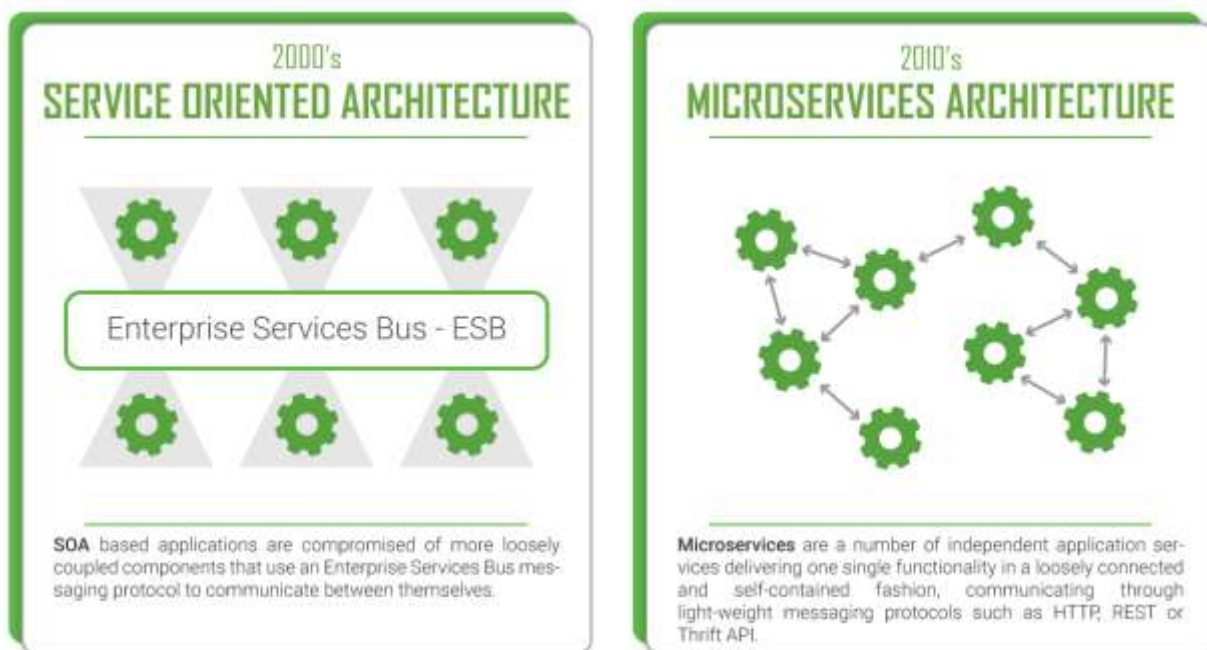 2000's
SERVICE ORIENTED ARCHITECTURE
Enterprise Services Bus - ESB
SOA based applications are compromised of more loosely
coupled components that use an Enterprise Services Bus mes-
saging protocol to communicate between themselves.
2010's
MICROSERVICES ARCHITECTURE
Microservices are a number of independent application ser-
vices delivering one single functionality in a loosely connected
and self-contained fashion, communicating through
light-weight messaging protocols such as HTTP, REST or
Thrift API.